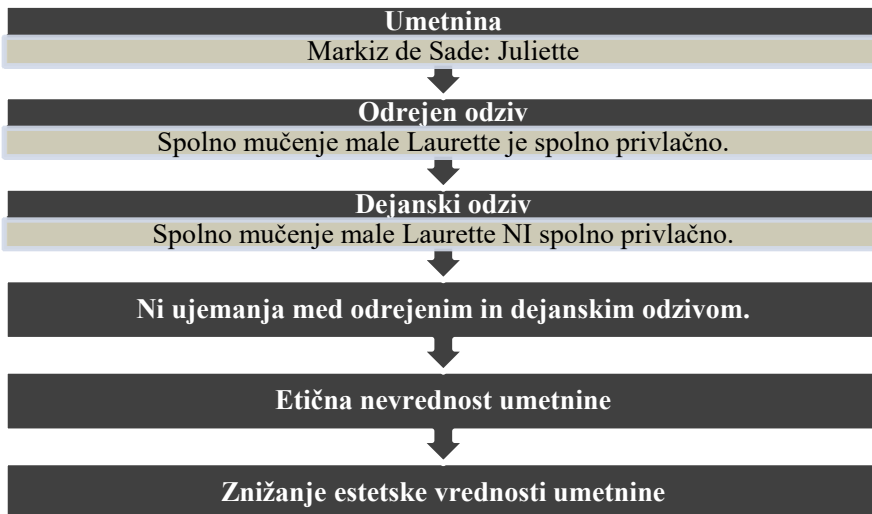 Umetnina
Markiz de Sade: Juliette
Odrejen odziv
Spolno mučenje male Laurette je spolno privlačno.
Dejanski odziv
Spolno mučenje male Laurette NI spolno privlačno.
Ni ujemanja med odrejenim in dejanskim odzivom.
Etična nevrednost umetnine
Znižanje estetske vrednosti umetnine